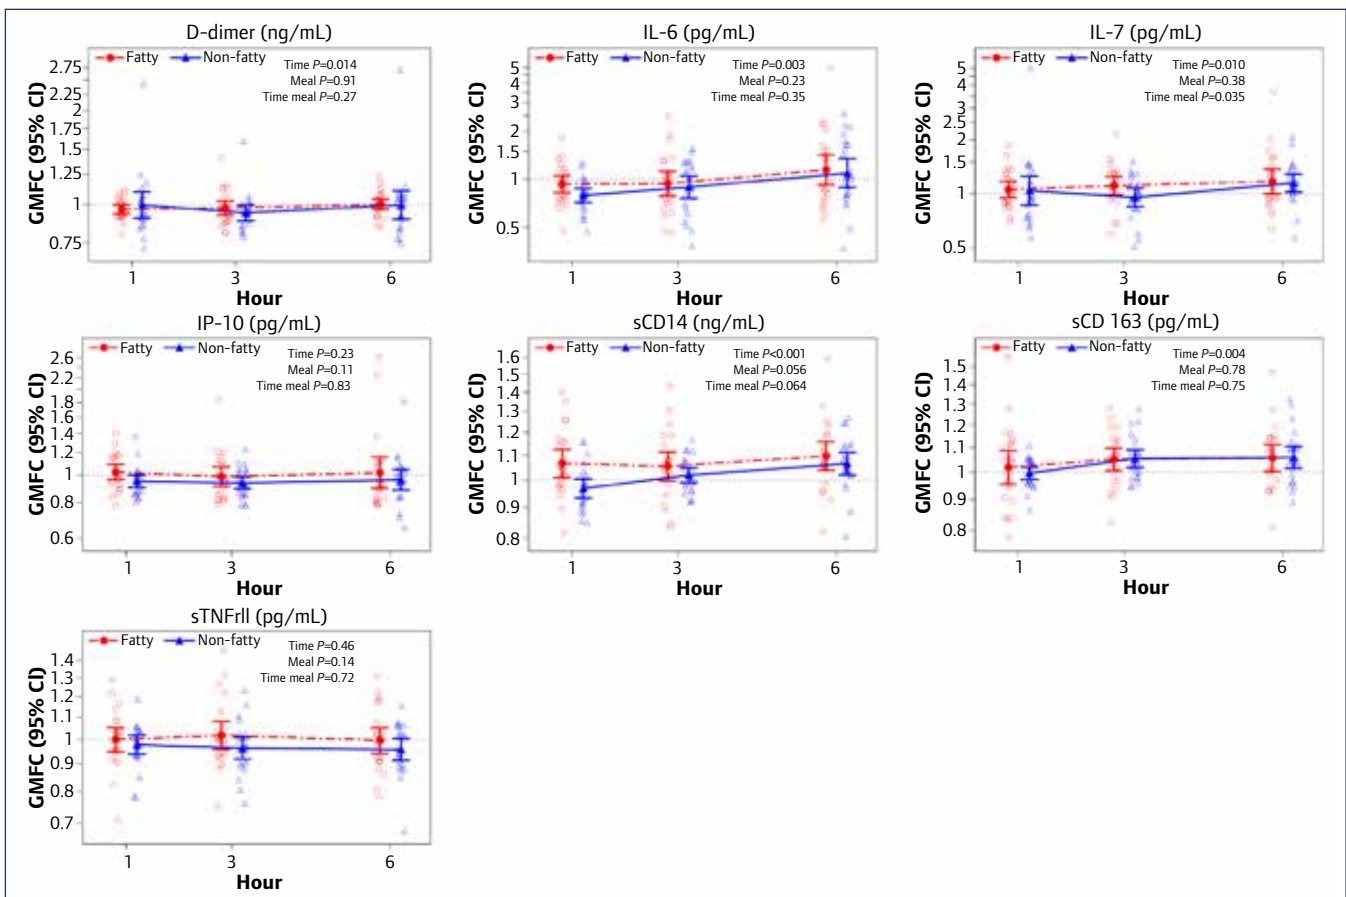 D-dimer (ng/mL)
Fatty Non-fatty
Time P=0.014
Meal P=0.91
Time meal P=0.27
GMFC (95% CI)
2.75
2.25
2
1.75
1.5
1.25
1
0.75
1 3 6
Hour
IL-6 (pg/mL)
Fatty Non-fatty
Time P=0.003
Meal P=0.23
Time meal P=0.35
GMFC (95% CI)
5
4
3
2
1.5
1
0.5
1 3 6
Hour
IL-7 (pg/mL)
Fatty Non-fatty
Time P=0.010
Meal P=0.38
Time meal P=0.035
GMFC (95% CI)
5
4
3
2.5
2
1.5
1
0.5
1 3 6
Hour
IP-10 (pg/mL)
Fatty Non-fatty
Time P=0.23
Meal P=0.11
Time meal P=0.83
GMFC (95% CI)
2.6
2.2
1.8
1.6
1.4
1.2
1
0.8
0.6
1 3 6
Hour
sCD14 (ng/mL)
Fatty Non-fatty
Time P<0.001
Meal P=0.056
Time meal P=0.064
GMFC (95% CI)
1.6
1.5
1.4
1.3
1.2
1.1
1
0.9
0.8
1 3 6
Hour
sCD 163 (pg/mL)
Fatty Non-fatty
Time P=0.004
Meal P=0.78
Time meal P=0.75
GMFC (95% CI)
1.5
1.4
1.3
1.2
1.1
1
0.9
0.8
1 3 6
Hour
sTNFrll (pg/mL)
Fatty Non-fatty
Time P=0.46
Meal P=0.14
Time meal P=0.72
GMFC (95% CI)
1.4
1.3
1.2
1.1
1
0.9
0.8
0.7
1 3 6
Hour